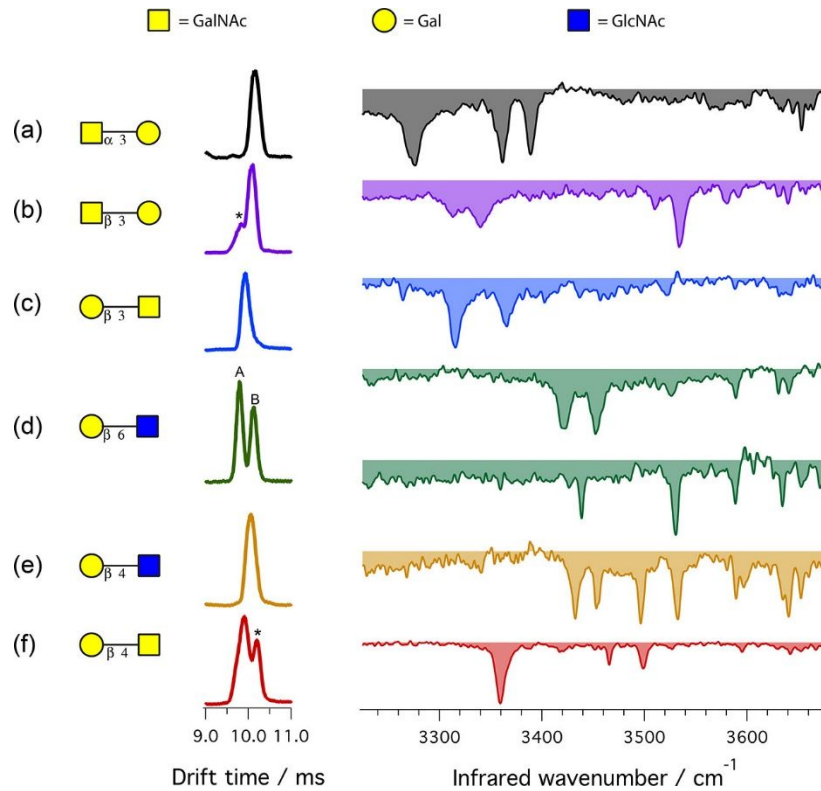 = GalNAc = Gal = GlcNAc
(a) α 3
(b) β 3 *
(c) β 3
A
B
(d) β 6
(e) β 4
(f) β 4 *
9.0 10.0 11.0 3300 3400 3500 3600
Drift time / ms Infrared wavenumber / cm⁻¹